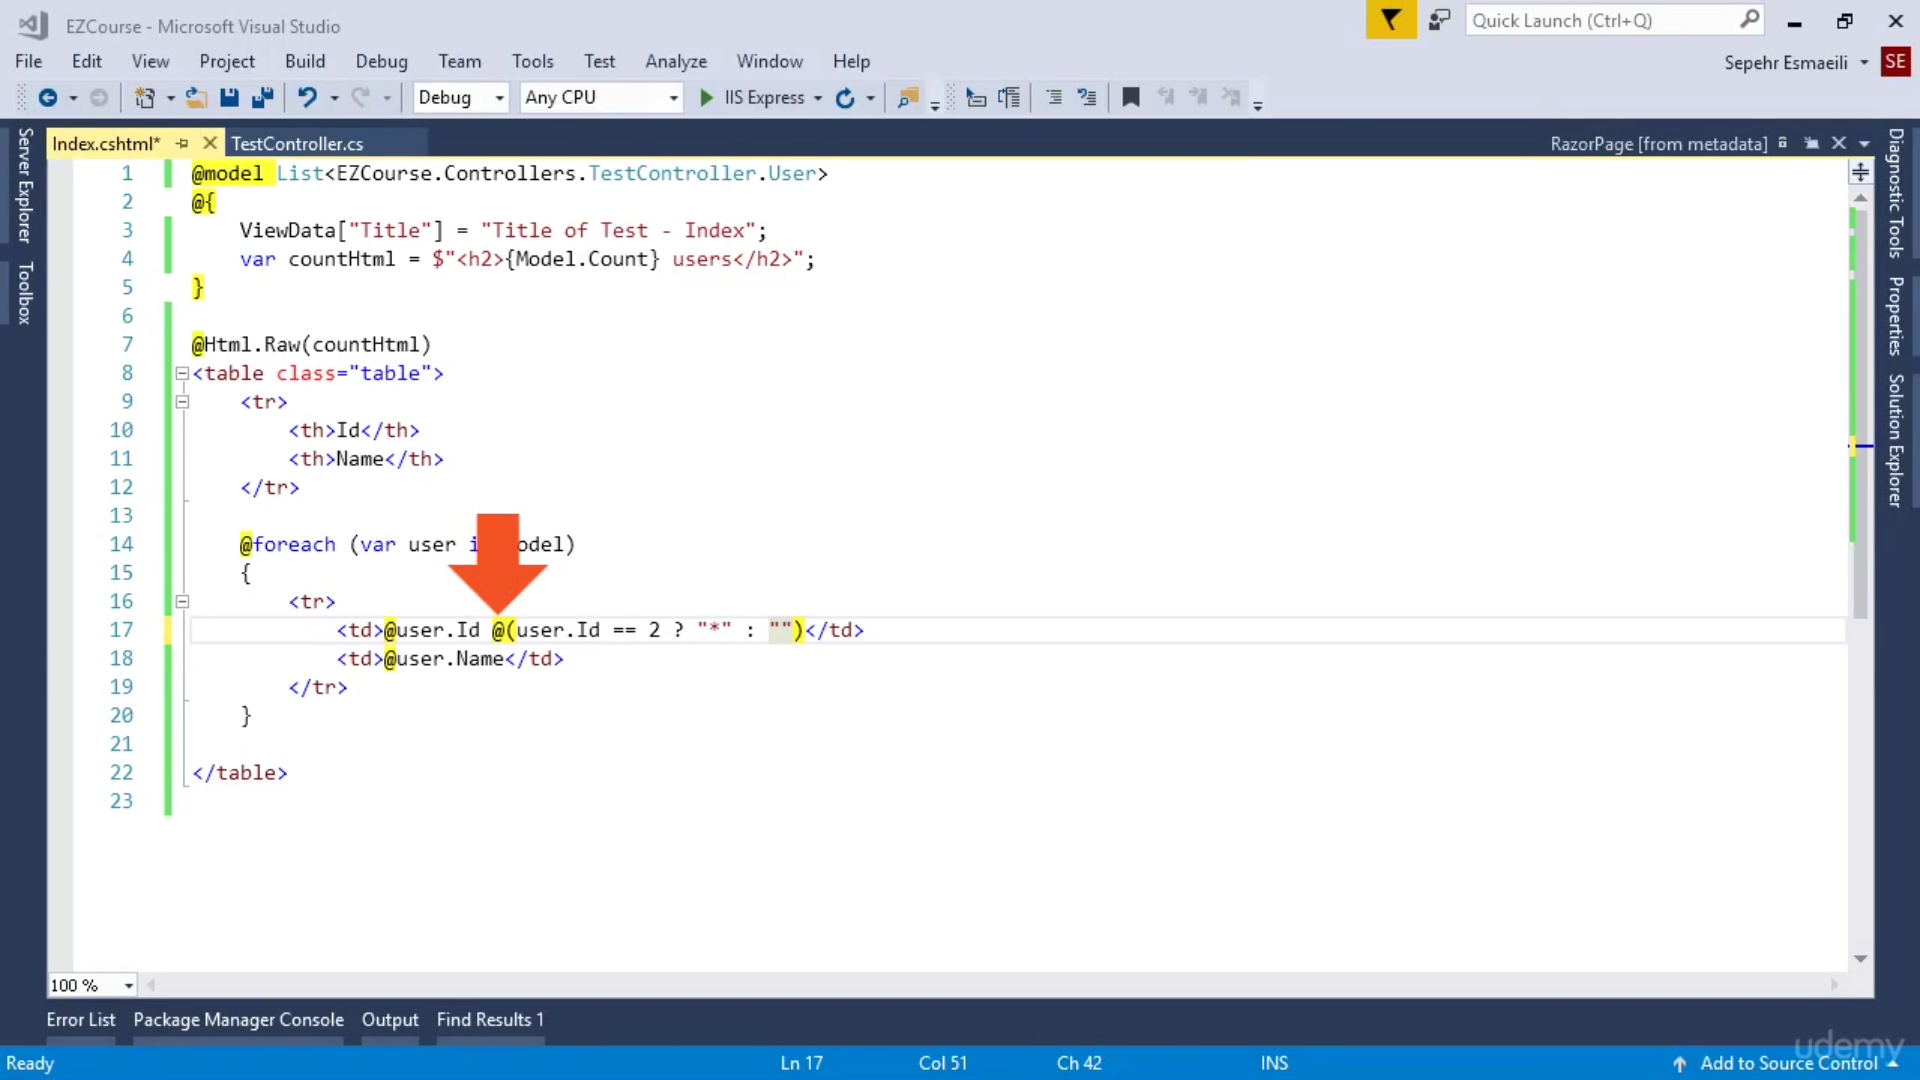 EZCourse - Microsoft Visual Studio
Quick Launch (Ctrl+Q)
File Edit View Project Build Debug Team Tools Test Analyze Window Help
Sepehr Esmaeili SE
Debug Any CPU IIS Express
Index.cshtml* TestController.cs RazorPage [from metadata]
Server Explorer
Toolbox
Diagnostic Tools
Properties
Solution Explorer
1 @model List<EZCourse.Controllers.TestController.User>
2 @{
3 ViewData["Title"] = "Title of Test - Index";
4 var countHtml = $"<h2>{Model.Count} users</h2>";
5 }
6
7 @Html.Raw(countHtml)
8 <table class="table">
9 <tr>
10 <th>Id</th>
11 <th>Name</th>
12 </tr>
13
14 @foreach (var user i odel)
15 {
16 <tr>
17 <td>@user.Id @(user.Id == 2 ? "*" : "")</td>
18 <td>@user.Name</td>
19 </tr>
20 }
21
22 </table>
23
100 %
Error List Package Manager Console Output Find Results 1
Ready Ln 17 Col 51 Ch 42 INS Add to Source Control
udemy